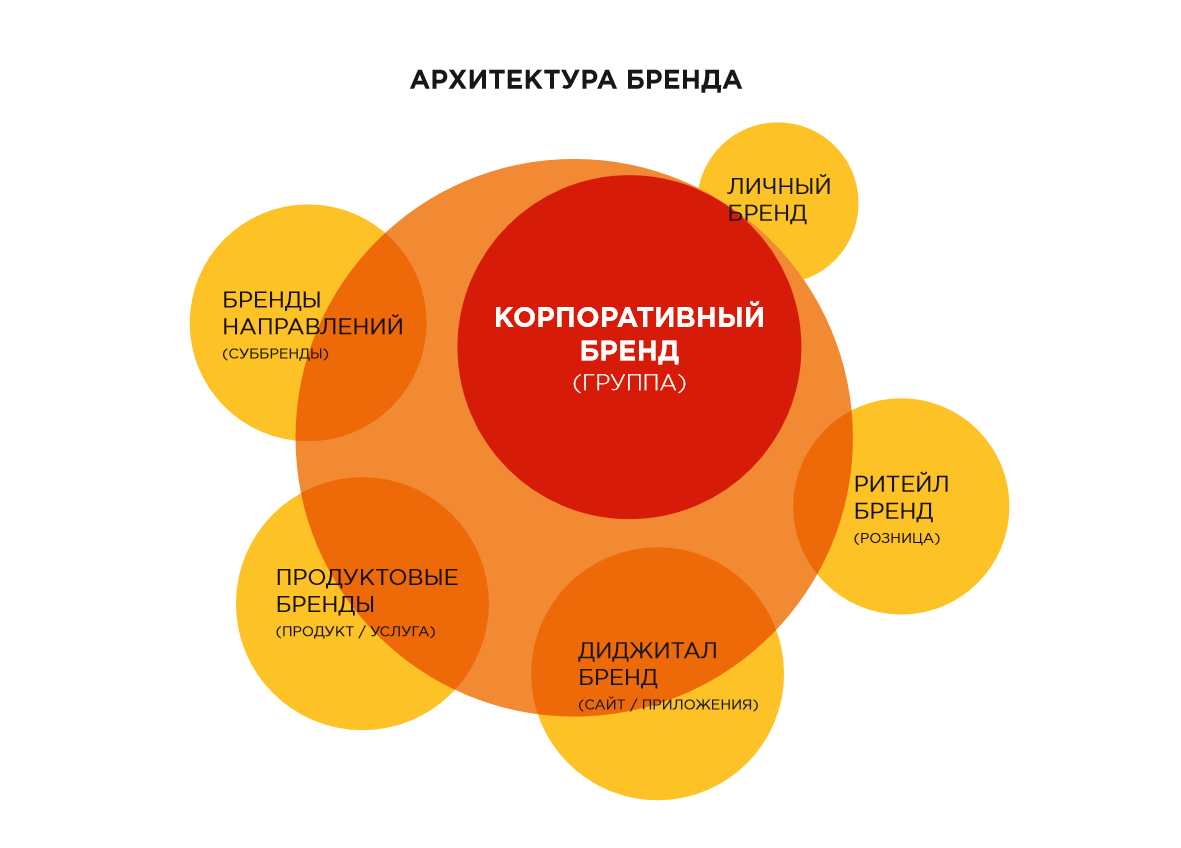 АРХИТЕКТУРА БРЕНДА
ЛИЧНЫЙ
БРЕНД
БРЕНДЫ
НАПРАВЛЕНИЙ
(СУББРЕНДЫ)
КОРПОРАТИВНЫЙ
БРЕНД
(ГРУППА)
РИТЕЙЛ
БРЕНД
(РОЗНИЦА)
ПРОДУКТОВЫЕ
БРЕНДЫ
(ПРОДУКТ / УСЛУГА)
ДИДЖИТАЛ
БРЕНД
(САЙТ / ПРИЛОЖЕНИЯ)